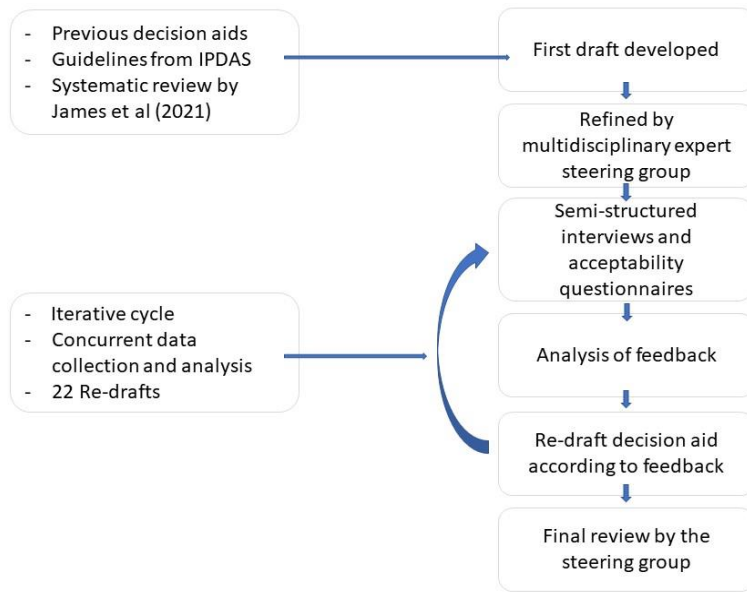 - Previous decision aids
- Guidelines from IPDAS
- Systematic review by
James et al (2021)
First draft developed
Refined by
multidisciplinary expert
steering group
Semi-structured
interviews and
acceptability
questionnaires
- Iterative cycle
- Concurrent data
collection and analysis
- 22 Re-drafts
Analysis of feedback
Re-draft decision aid
according to feedback
Final review by the
steering group